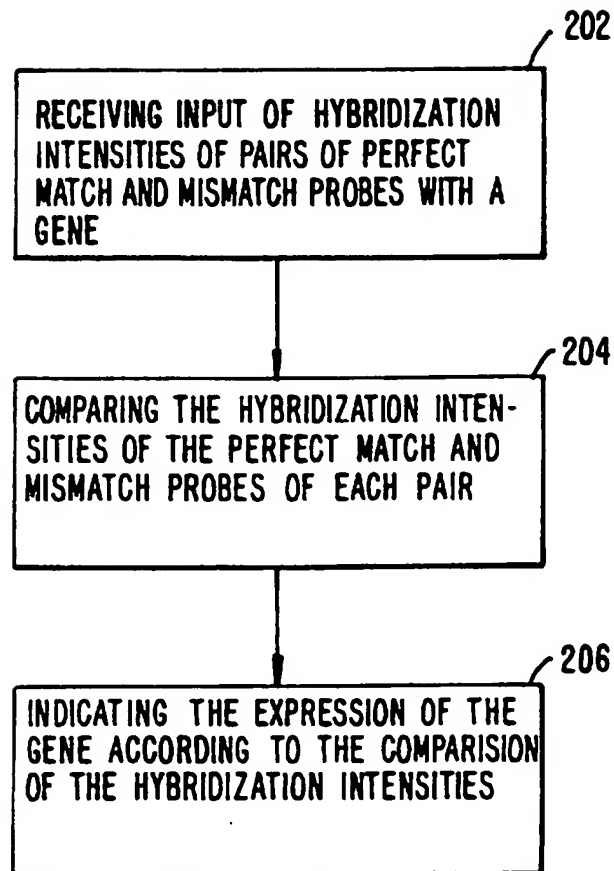 202
RECEIVING INPUT OF HYBRIDIZATION
INTENSITIES OF PAIRS OF PERFECT
MATCH AND MISMATCH PROBES WITH A
GENE
204
COMPARING THE HYBRIDIZATION INTEN-
SITIES OF THE PERFECT MATCH AND
MISMATCH PROBES OF EACH PAIR
206
INDICATING THE EXPRESSION OF THE
GENE ACCORDING TO THE COMPARISION
OF THE HYBRIDIZATION INTENSITIES